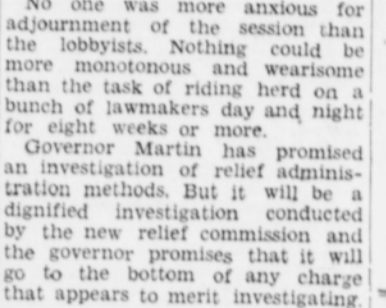 No one was more anxious for
adjournment of the session than
the lobbyists. Nothing could be
more monotonous and wearisome
than the task of riding herd on a
bunch of lawmakers day and night
for eight weeks or more.
Governor Martin has promised
an investigation of relief adminis-
tration methods. But it will be a
dignified investigation conducted
by the new relief commission and
the governor promises that it will
go to the bottom of any charge
that appears to merit investigating.